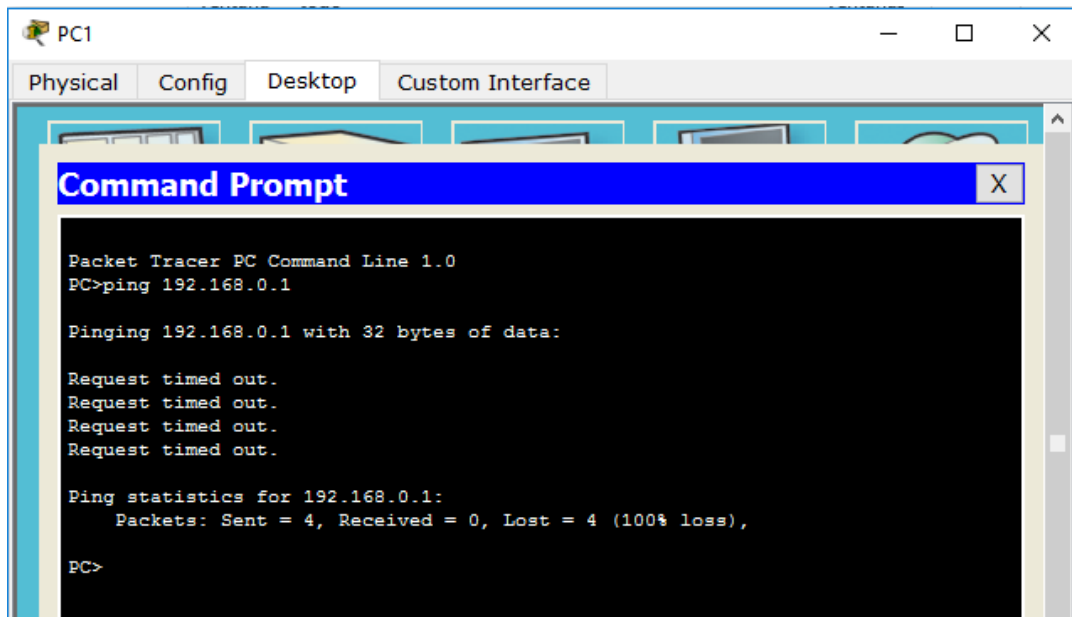 PC1
Physical Config Desktop Custom Interface
Command Prompt X
Packet Tracer PC Command Line 1.0
PC>ping 192.168.0.1
Pinging 192.168.0.1 with 32 bytes of data:
Request timed out.
Request timed out.
Request timed out.
Request timed out.
Ping statistics for 192.168.0.1:
    Packets: Sent = 4, Received = 0, Lost = 4 (100% loss),
PC>